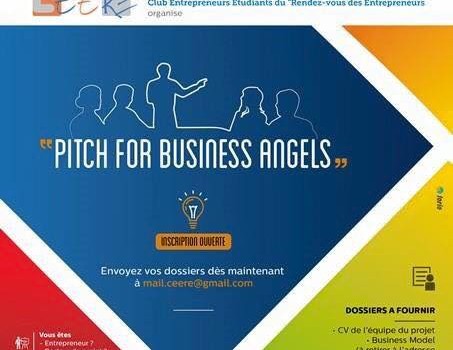 CEERE
Club Entrepreneurs Etudiants du "Rendez-vous des Entrepreneurs
organise
"PITCH FOR BUSINESS ANGELS„
INSCRIPTION OUVERTE
Envoyez vos dossiers dès maintenant
à mail.ceere@gmail.com
DOSSIERS A FOURNIR
- CV de l'équipe du projet
- Business Model
Vous êtes
- Entrepreneur ?